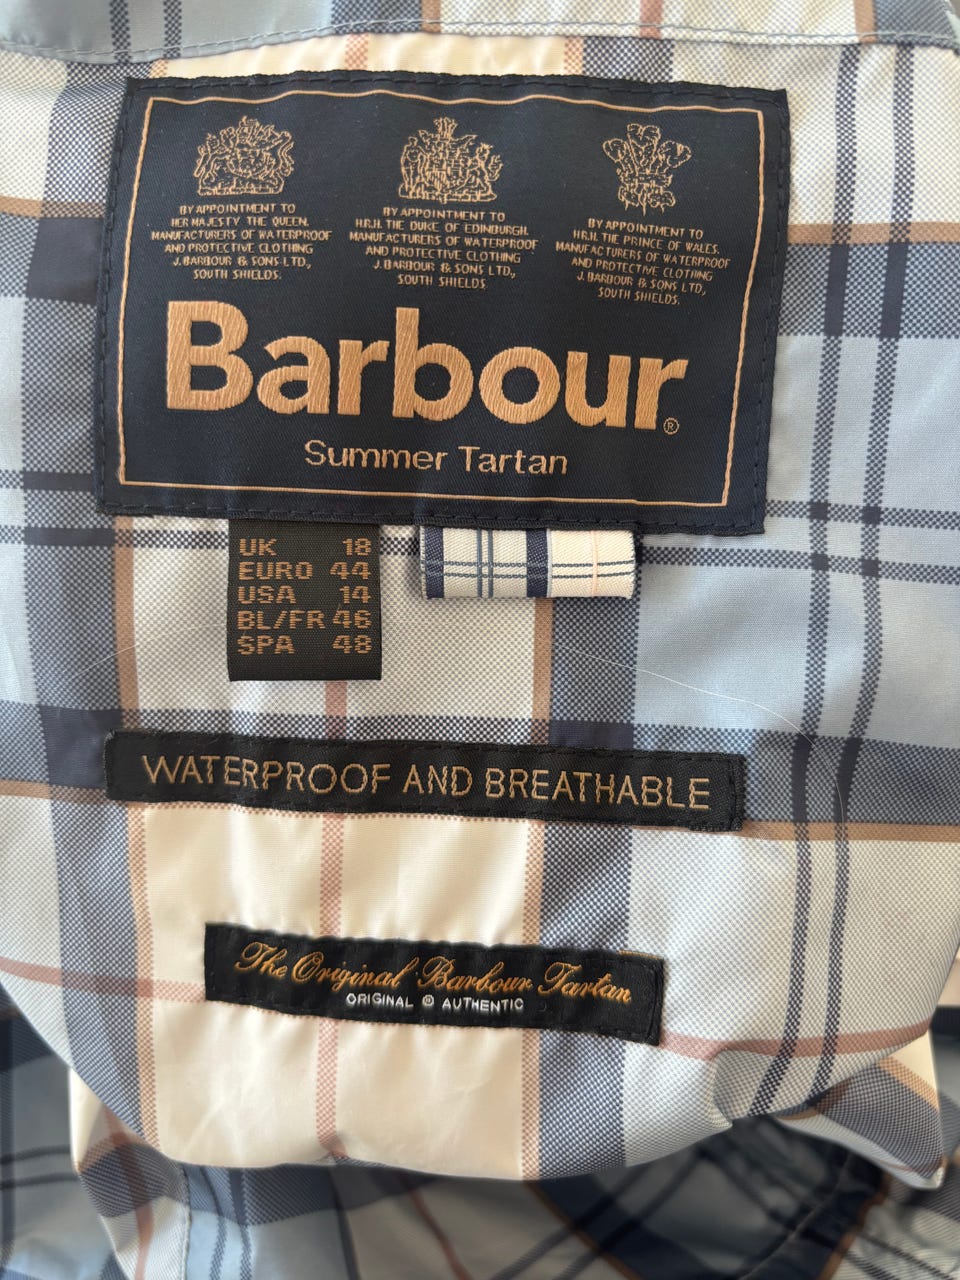 BY APPOINTMENT TO
HER MAJESTY THE QUEEN.
MANUFACTURERS OF WATERPROOF
AND PROTECTIVE CLOTHING
J.BARBOUR & SONS LTD.,
SOUTH SHIELDS.
BY APPOINTMENT TO
H.R.H. THE DUKE OF EDINBURGH.
MANUFACTURERS OF WATERPROOF
AND PROTECTIVE CLOTHING
J.BARBOUR & SONS LTD.,
SOUTH SHIELDS.
BY APPOINTMENT TO
H.R.H. THE PRINCE OF WALES.
MANUFACTURERS OF WATERPROOF
AND PROTECTIVE CLOTHING
J.BARBOUR & SONS LTD.,
SOUTH SHIELDS.
Barbour®
Summer Tartan
UK 18
EURO 44
USA 14
BL/FR 46
SPA 48
WATERPROOF AND BREATHABLE
The Original Barbour Tartan
ORIGINAL ® AUTHENTIC